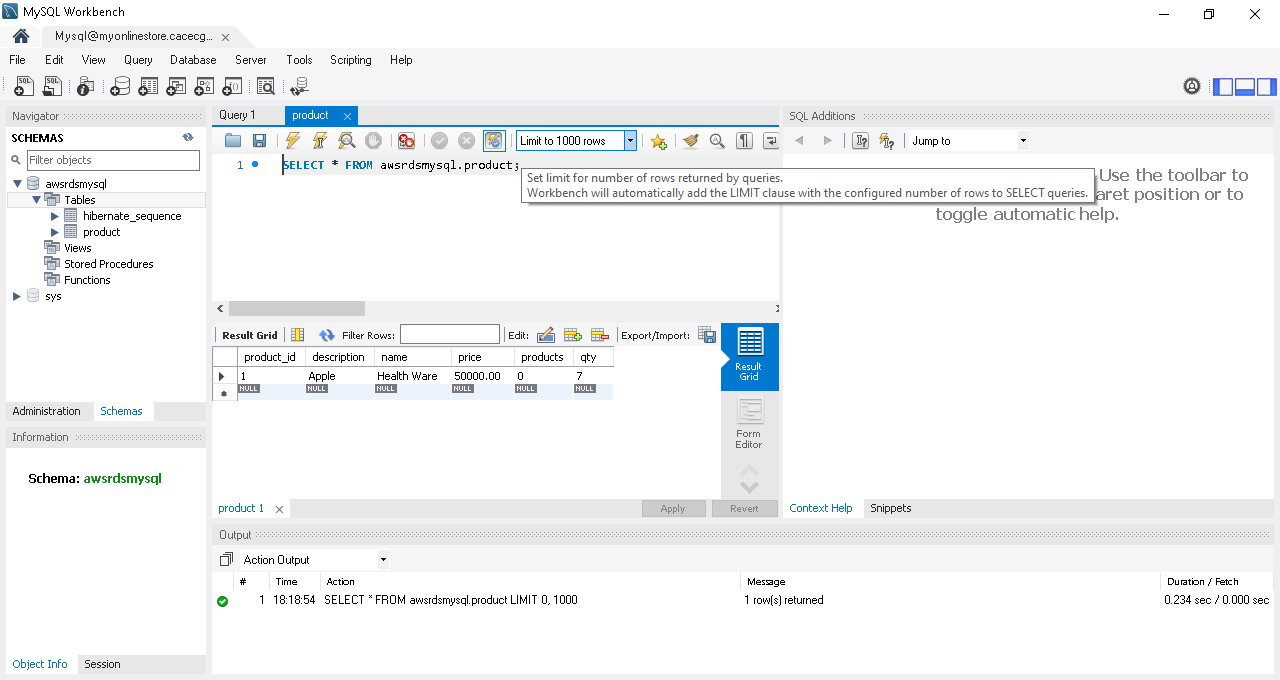 MySQL Workbench
Mysql@myonlinestore.cacecg...
File Edit View Query Database Server Tools Scripting Help
Navigator
SCHEMAS
Filter objects
awsrdsmysql
Tables
hibernate_sequence
product
Views
Stored Procedures
Functions
sys
Administration Schemas
Information
Schema: awsrdsmysql
Object Info Session
Query 1 product
Limit to 1000 rows
1 SELECT * FROM awsrdsmysql.product;
Set limit for number of rows returned by queries.
Workbench will automatically add the LIMIT clause with the configured number of rows to SELECT queries.
Result Grid Filter Rows: Edit: Export/Import:
product_id description name price products qty
1 Apple Health Ware 50000.00 0 7
NULL NULL NULL NULL NULL NULL
Result
Grid
Form
Editor
product 1 Apply Revert
SQL Additions
Jump to
Use the toolbar to
caret position or to
toggle automatic help.
Context Help Snippets
Output
Action Output
# Time Action Message Duration / Fetch
1 18:18:54 SELECT * FROM awsrdsmysql.product LIMIT 0, 1000 1 row(s) returned 0.234 sec / 0.000 sec